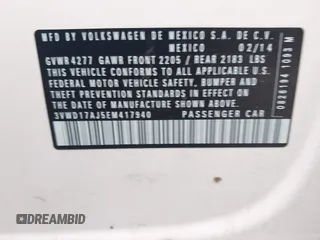 MFD BY VOLKSWAGEN DE MEXICO S.A. DE C.V.
MEXICO 02/14
GVWR4277 GAWR FRONT 2205 / REAR 2183 LBS
THIS VEHICLE CONFORMS TO ALL APPLICABLE U.S.
FEDERAL MOTOR VEHICLE SAFETY, BUMPER, AND
THEFT PREVENTION STANDARDS IN EFFECT ON THE
DATE OF MANUFACTURE SHOWN ABOVE.
3VWD17AJ5EM417940 PASSENGER CAR
0826194 1093 M
DREAMBID